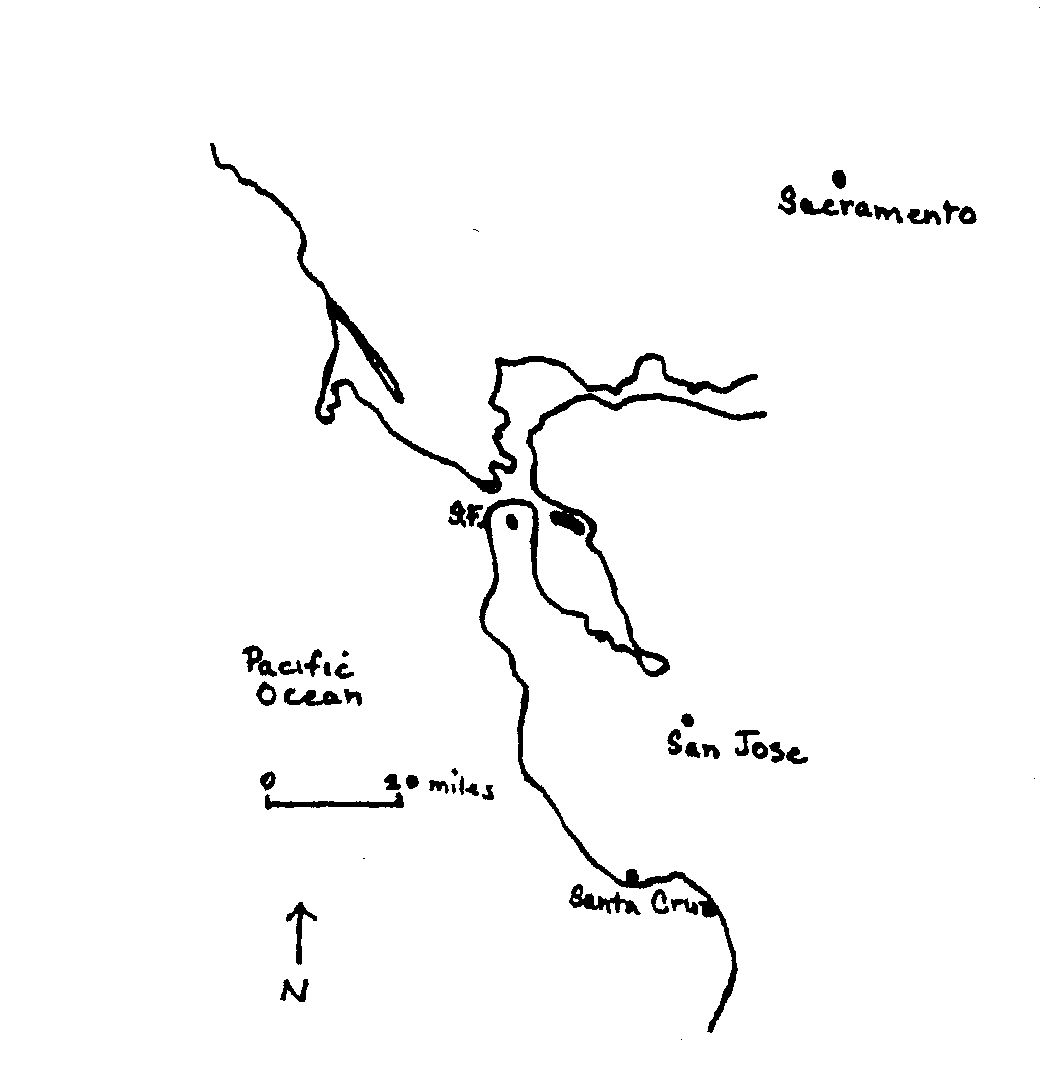 Sacramento
S.F.
Pacific
Ocean
San Jose
0 20 miles
Santa Cruz
N